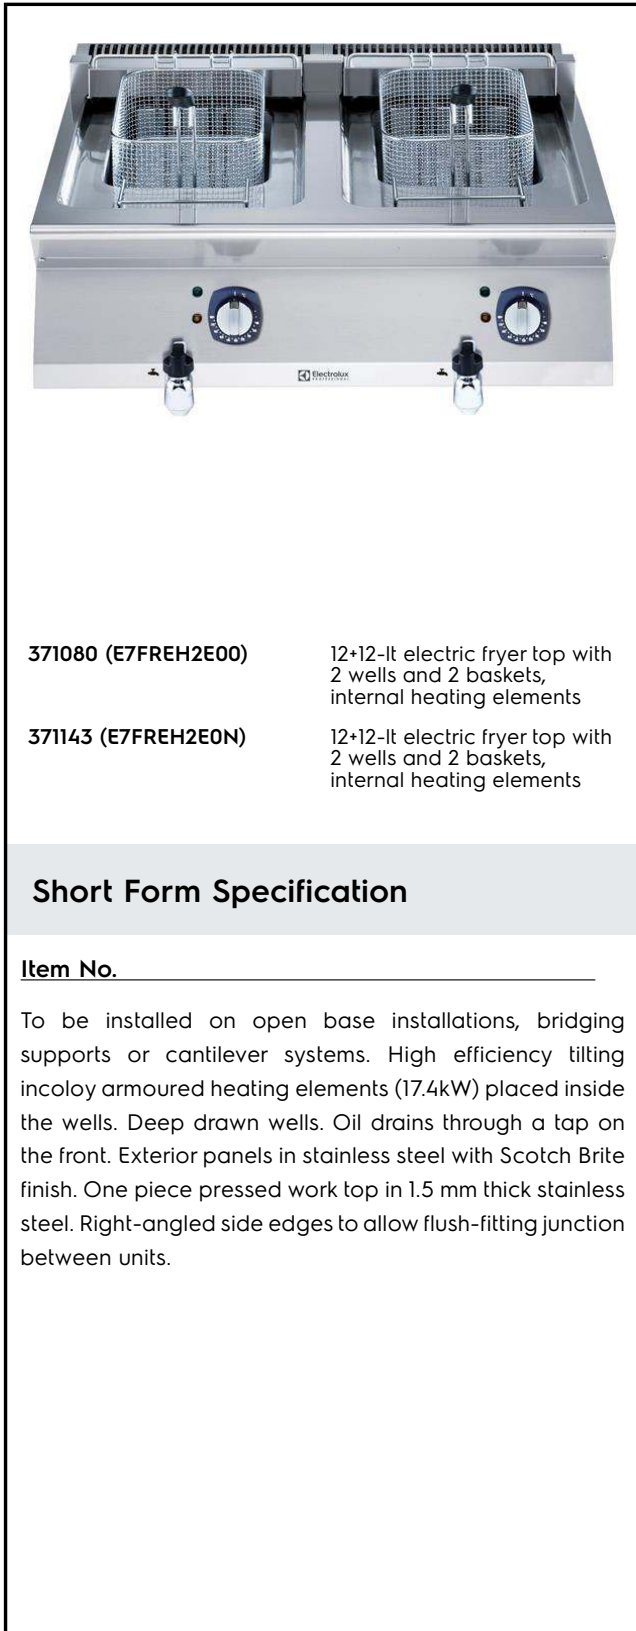 Electrolux
PROFESSIONAL
371080 (E7FREH2E00)
12+12-lt electric fryer top with
2 wells and 2 baskets,
internal heating elements
371143 (E7FREH2E0N)
12+12-lt electric fryer top with
2 wells and 2 baskets,
internal heating elements
Short Form Specification
Item No.
To be installed on open base installations, bridging
supports or cantilever systems. High efficiency tilting
incoloy armoured heating elements (17.4kW) placed inside
the wells. Deep drawn wells. Oil drains through a tap on
the front. Exterior panels in stainless steel with Scotch Brite
finish. One piece pressed work top in 1.5 mm thick stainless
steel. Right-angled side edges to allow flush-fitting junction
between units.